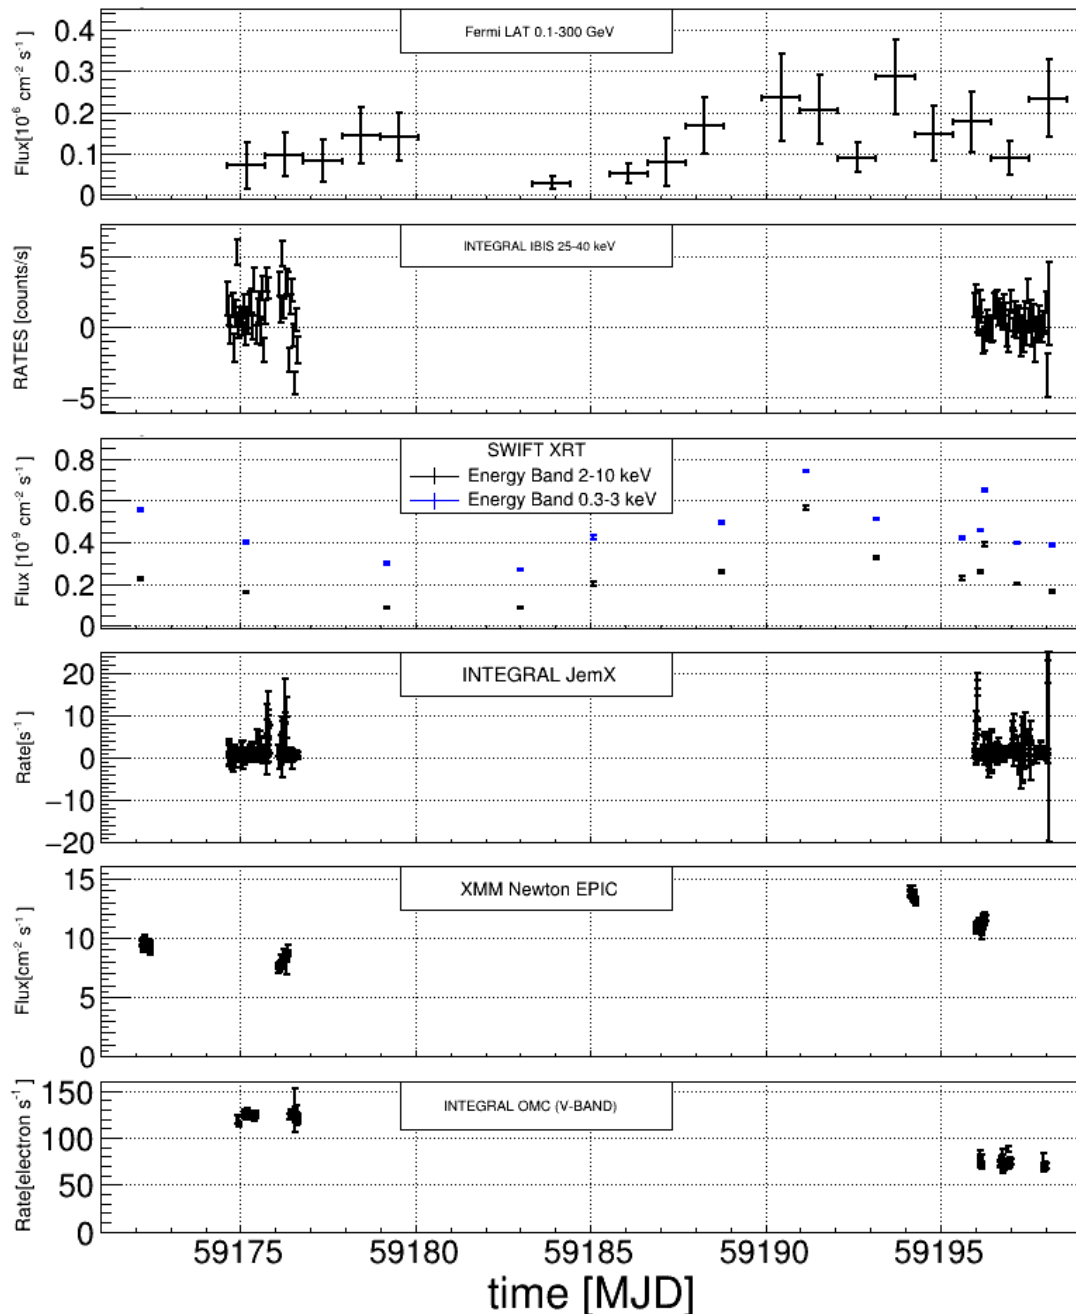 Fermi LAT 0.1-300 GeV
Flux[10⁻⁶ cm⁻² s⁻¹]
0.4
0.3
0.2
0.1
0
INTEGRAL IBIS 25-40 keV
RATES [counts/s]
5
0
−5
SWIFT XRT
Energy Band 2-10 keV
Energy Band 0.3-3 keV
Flux [10⁻⁹ cm⁻² s⁻¹]
0.8
0.6
0.4
0.2
0
INTEGRAL JemX
Rate[s⁻¹]
20
10
0
−10
−20
XMM Newton EPIC
Flux[cm⁻² s⁻¹]
15
10
5
0
INTEGRAL OMC (V-BAND)
Rate[electron s⁻¹]
150
100
50
0
59175 59180 59185 59190 59195
time [MJD]